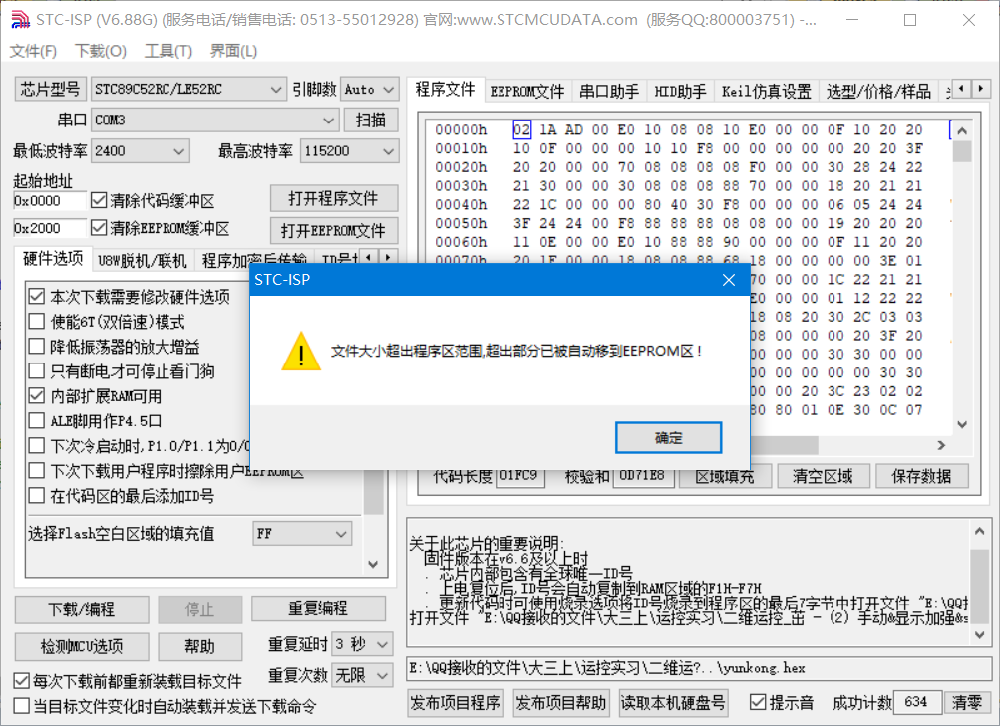 STC-ISP (V6.88G) (服务电话/销售电话: 0513-55012928) 官网:www.STCMCUDATA.com  (服务QQ:800003751) -...
文件(F) 下载(O) 工具(T) 界面(L)
芯片型号 STC89C52RC/LE52RC 引脚数 Auto
串口 COM3 扫描
最低波特率 2400 最高波特率 115200
起始地址
0x0000 清除代码缓冲区 打开程序文件
0x2000 清除EEPROM缓冲区 打开EEPROM文件
硬件选项 U8W脱机/联机 程序加密后传输 ID号
本次下载需要修改硬件选项
使能6T(双倍速)模式
降低振荡器的放大增益
只有断电才可停止看门狗
内部扩展RAM可用
ALE脚用作P4.5口
下次冷启动时,P1.0/P1.1为0/0
下次下载用户程序时擦除用户EEPROM区
在代码区的最后添加ID号
选择Flash空白区域的填充值 FF
下载/编程 停止 重复编程
检测MCU选项 帮助 重复延时 3 秒
重复次数 无限
每次下载前都重新装载目标文件
当目标文件变化时自动装载并发送下载命令
程序文件 EEPROM文件 串口助手 HID助手 Keil仿真设置 选型/价格/样品
00000h 02 1A AD 00 E0 10 08 08 10 E0 00 00 0F 10 20 20
00010h 10 0F 00 00 00 10 10 F8 00 00 00 00 00 20 20 3F
00020h 20 20 00 00 70 08 08 08 08 F0 00 00 30 28 24 22
00030h 21 30 00 00 30 08 08 08 88 70 00 00 18 20 21 21
00040h 22 1C 00 00 00 80 40 30 F8 00 00 00 06 05 24 24
00050h 3F 24 24 00 F8 88 88 88 08 08 00 00 19 20 20 20
00060h 11 0E 00 00 E0 10 88 88 90 00 00 00 0F 11 20 20
00070h 20 1F 00 00 18 08 08 88 68 18 00 00 00 00 3E 01
70 00 00 1C 22 21 21
E0 00 00 01 12 22 22
18 08 20 30 2C 03 03
08 00 00 00 20 3F 20
00 00 00 00 30 30 00
00 00 00 00 00 30 30
00 00 20 3C 23 02 02
80 80 01 0E 30 0C 07
STC-ISP
文件大小超出程序区范围,超出部分已被自动移到EEPROM区！
确定
代码长度 01FC9 校验和 0D71E8 区域填充 清空区域 保存数据
关于此芯片的重要说明:
固件版本在v6.6及以上时
. 芯片内部包含有全球唯一ID号
. 上电复位后,ID号会自动复制到RAM区域的F1H-F7H
. 更新代码时可使用烧录选项将ID号烧录到程序区的最后7字节中打开文件 "E:\QQ接
打开文件 "E:\QQ接收的文件\大三上\运控实习\二维运控_出 - (2) 手动&显示加强&s
E:\QQ接收的文件\大三上\运控实习\二维运?..\yunkong.hex
发布项目程序 发布项目帮助 读取本机硬盘号 提示音 成功计数 634 清零